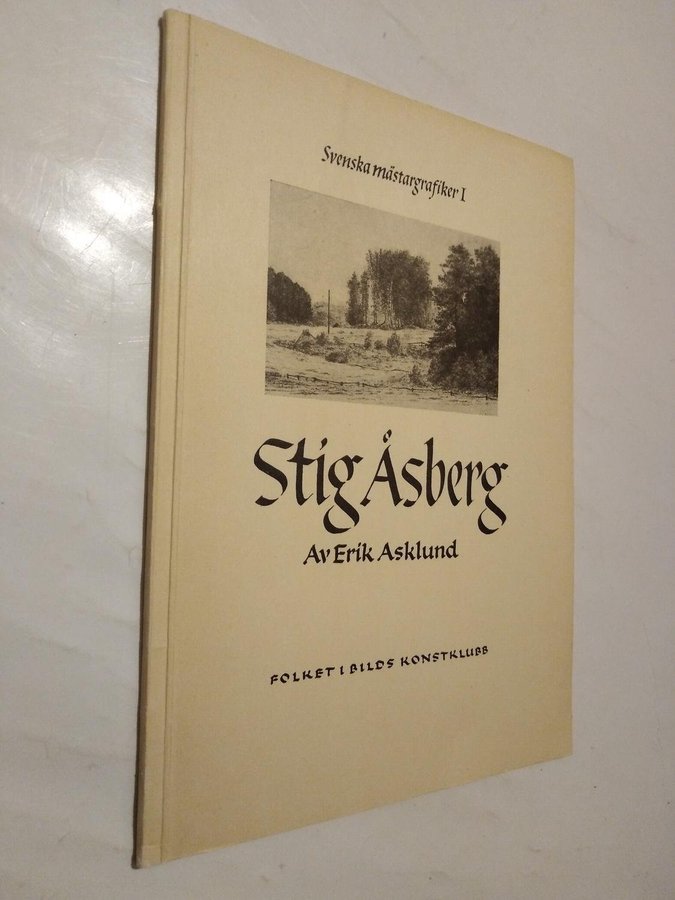 Svenska mästargrafiker I
Stig Åsberg
Av Erik Asklund
FOLKET I BILDS KONSTKLUBB